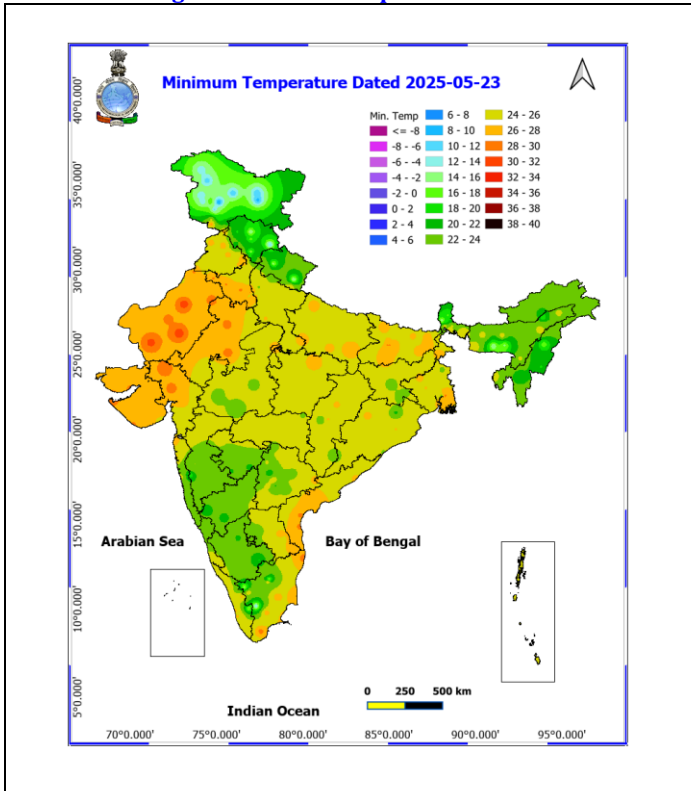 Minimum Temperature Dated 2025-05-23
Min. Temp
<= -8
-8 - -6
-6 - -4
-4 - -2
-2 - 0
0 - 2
2 - 4
4 - 6
6 - 8
8 - 10
10 - 12
12 - 14
14 - 16
16 - 18
18 - 20
20 - 22
22 - 24
24 - 26
26 - 28
28 - 30
30 - 32
32 - 34
34 - 36
36 - 38
38 - 40
40°0.000'
35°0.000'
30°0.000'
25°0.000'
20°0.000'
15°0.000'
10°0.000'
5°0.000'
Arabian Sea
Bay of Bengal
0 250 500 km
Indian Ocean
70°0.000' 75°0.000' 80°0.000' 85°0.000' 90°0.000' 95°0.000'